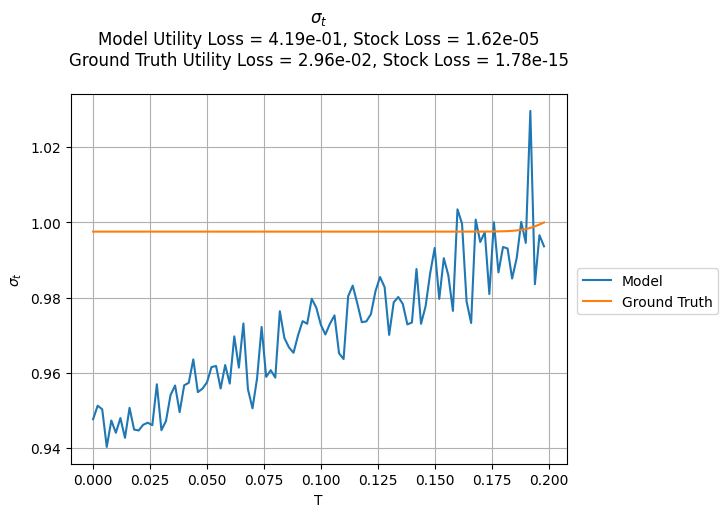 σt
Model Utility Loss = 4.19e-01, Stock Loss = 1.62e-05
Ground Truth Utility Loss = 2.96e-02, Stock Loss = 1.78e-15
1.02
1.00
0.98
0.96
0.94
σt
0.000 0.025 0.050 0.075 0.100 0.125 0.150 0.175 0.200
T
Model
Ground Truth